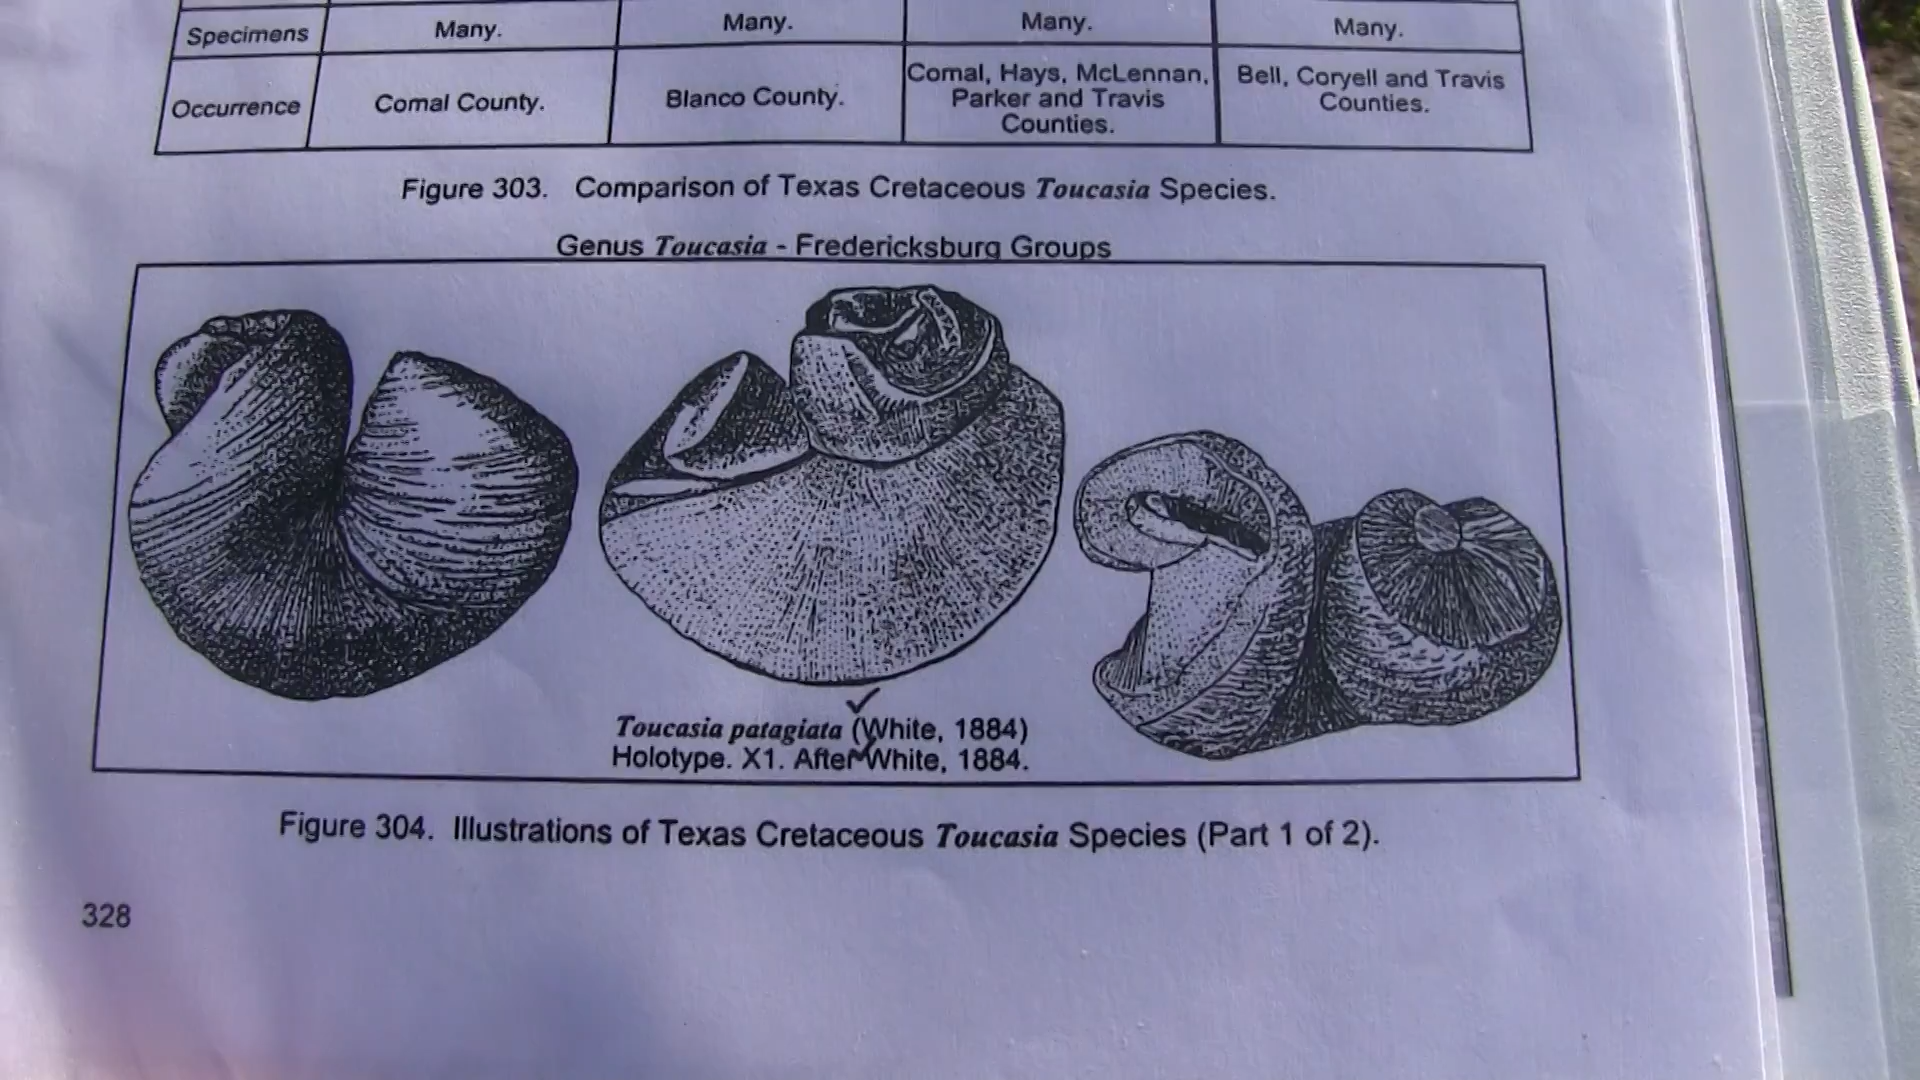 Specimens Many. Many. Many. Many.
Occurrence Comal County. Blanco County. Comal, Hays, McLennan, Parker and Travis Counties. Bell, Coryell and Travis Counties.
Figure 303. Comparison of Texas Cretaceous Toucasia Species.
Genus Toucasia - Fredericksburg Groups
Toucasia patagiata (White, 1884)
Holotype. X1. After White, 1884.
Figure 304. Illustrations of Texas Cretaceous Toucasia Species (Part 1 of 2).
328